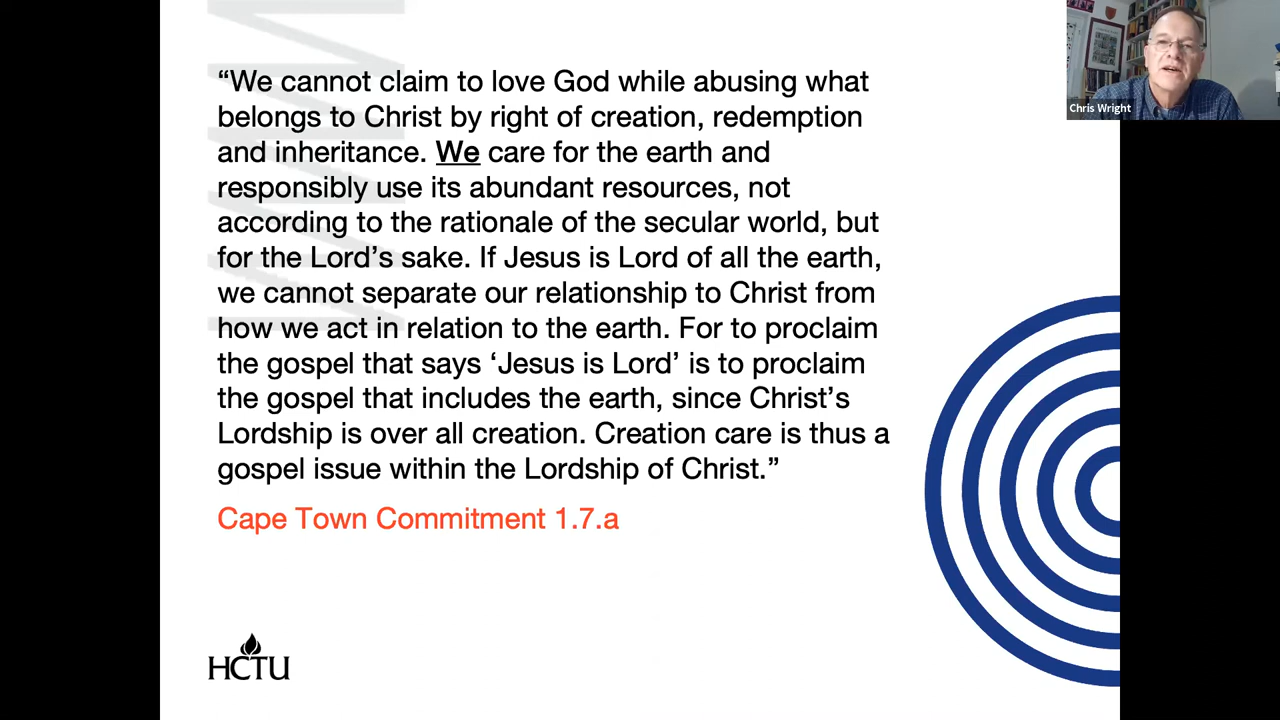 “We cannot claim to love God while abusing what
belongs to Christ by right of creation, redemption
and inheritance. We care for the earth and
responsibly use its abundant resources, not
according to the rationale of the secular world, but
for the Lord’s sake. If Jesus is Lord of all the earth,
we cannot separate our relationship to Christ from
how we act in relation to the earth. For to proclaim
the gospel that says ‘Jesus is Lord’ is to proclaim
the gospel that includes the earth, since Christ’s
Lordship is over all creation. Creation care is thus a
gospel issue within the Lordship of Christ.”
Cape Town Commitment 1.7.a
HCTU
Chris Wright